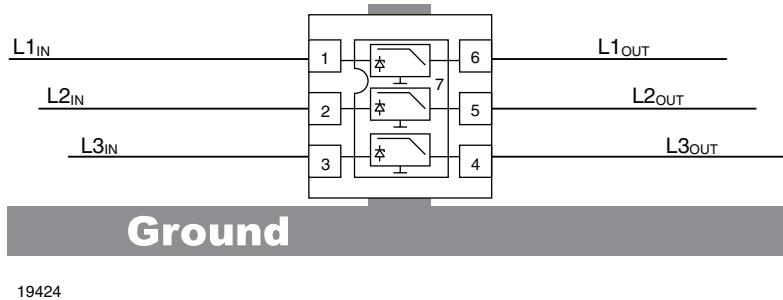 L1IN 1 6 L1OUT
7
L2IN 2 5 L2OUT
L3IN 3 4 L3OUT
Ground
19424